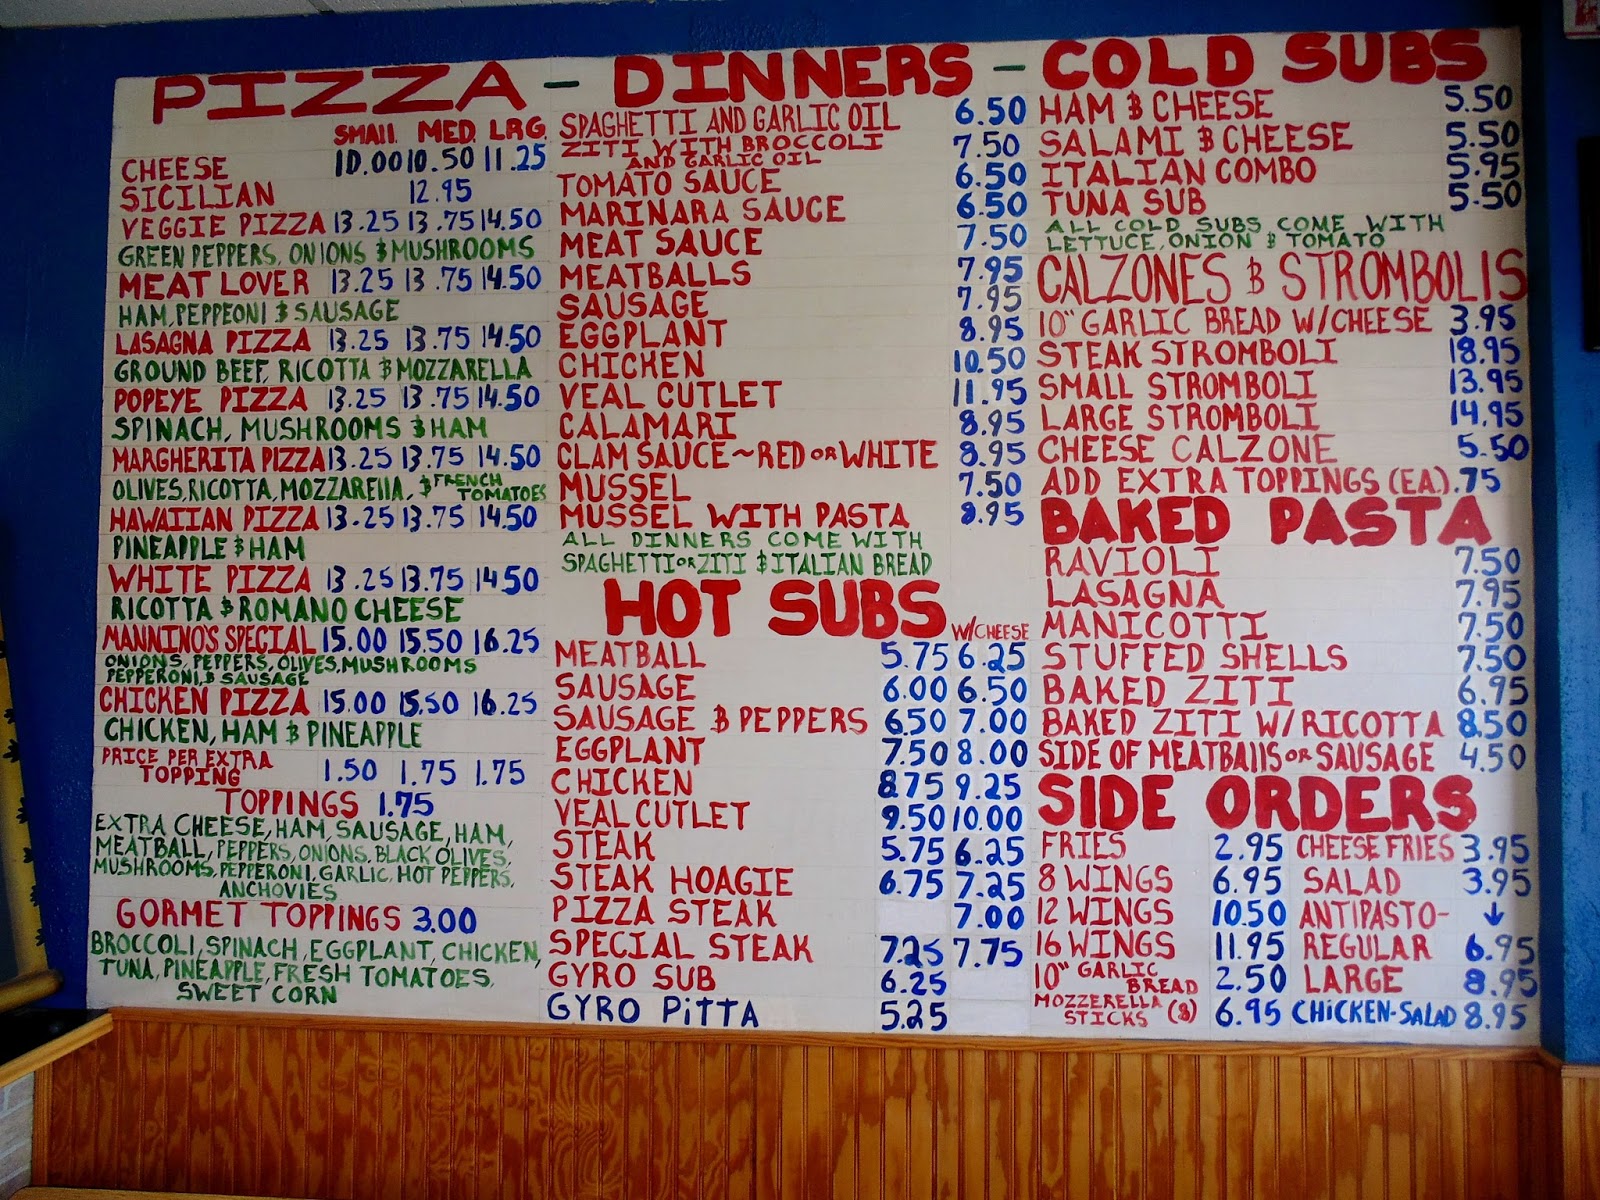 PIZZA - DINNERS - COLD SUBS
SMALL MED. LRG.
CHEESE 10.00 10.50 11.25
SICILIAN 12.95
VEGGIE PIZZA 13.25 13.75 14.50
GREEN PEPPERS, ONIONS & MUSHROOMS
MEAT LOVER 13.25 13.75 14.50
HAM, PEPPEONI & SAUSAGE
LASAGNA PIZZA 13.25 13.75 14.50
GROUND BEEF, RICOTTA & MOZZARELLA
POPEYE PIZZA 13.25 13.75 14.50
SPINACH, MUSHROOMS & HAM
MARGHERITA PIZZA 13.25 13.75 14.50
OLIVES, RICOTTA, MOZZARELLA, & FRENCH TOMATOES
HAWAIIAN PIZZA 13.25 13.75 14.50
PINEAPPLE & HAM
WHITE PIZZA 13.25 13.75 14.50
RICOTTA & ROMANO CHEESE
MANNINO'S SPECIAL 15.00 15.50 16.25
ONIONS, PEPPERS, OLIVES, MUSHROOMS
PEPPERONI, & SAUSAGE
CHICKEN PIZZA 15.00 15.50 16.25
CHICKEN, HAM & PINEAPPLE
PRICE PER EXTRA
TOPPING 1.50 1.75 1.75
TOPPINGS 1.75
EXTRA CHEESE, HAM, SAUSAGE, HAM,
MEATBALL, PEPPERS, ONIONS, BLACK OLIVES,
MUSHROOMS, PEPPERONI, GARLIC, HOT PEPPERS,
ANCHOVIES
GORMET TOPPINGS 3.00
BROCCOLI, SPINACH, EGGPLANT, CHICKEN,
TUNA, PINEAPPLE, FRESH TOMATOES,
SWEET CORN
SPAGHETTI AND GARLIC OIL 6.50
ZITI WITH BROCCOLI
AND GARLIC OIL 7.50
TOMATO SAUCE 6.50
MARINARA SAUCE 6.50
MEAT SAUCE 7.50
MEATBALLS 7.95
SAUSAGE 7.95
EGGPLANT 8.95
CHICKEN 10.50
VEAL CUTLET 11.95
CALAMARI 8.95
CLAM SAUCE ~ RED OR WHITE 8.95
MUSSEL 7.50
MUSSEL WITH PASTA 8.95
ALL DINNERS COME WITH
SPAGHETTI OR ZITI & ITALIAN BREAD
HOT SUBS W/CHEESE
MEATBALL 5.75 6.25
SAUSAGE 6.00 6.50
SAUSAGE & PEPPERS 6.50 7.00
EGGPLANT 7.50 8.00
CHICKEN 8.75 9.25
VEAL CUTLET 9.50 10.00
STEAK 5.75 6.25
STEAK HOAGIE 6.75 7.25
PIZZA STEAK 7.00
SPECIAL STEAK 7.25 7.75
GYRO SUB 6.25
GYRO PiTTA 5.25
HAM & CHEESE 5.50
SALAMI & CHEESE 5.50
ITALIAN COMBO 5.95
TUNA SUB 5.50
ALL COLD SUBS COME WITH
LETTUCE, ONION & TOMATO
CALZONES & STROMBOLIS
10" GARLIC BREAD W/CHEESE 3.95
STEAK STROMBOLI 18.95
SMALL STROMBOLI 13.95
LARGE STROMBOLI 14.95
CHEESE CALZONE 5.50
ADD EXTRA TOPPINGS (EA) .75
BAKED PASTA
RAVIOLI 7.50
LASAGNA 7.95
MANICOTTI 7.50
STUFFED SHELLS 7.50
BAKED ZITI 6.95
BAKED ZITI W/RICOTTA 8.50
SIDE OF MEATBALLS OR SAUSAGE 4.50
SIDE ORDERS
FRIES 2.95 CHEESE FRIES 3.95
8 WINGS 6.95 SALAD 3.95
12 WINGS 10.50 ANTIPASTO- ↓
16 WINGS 11.95 REGULAR 6.95
10" GARLIC BREAD 2.50 LARGE 8.95
MOZZERELLA STICKS (8) 6.95 CHiCKEN-SALAD 8.95